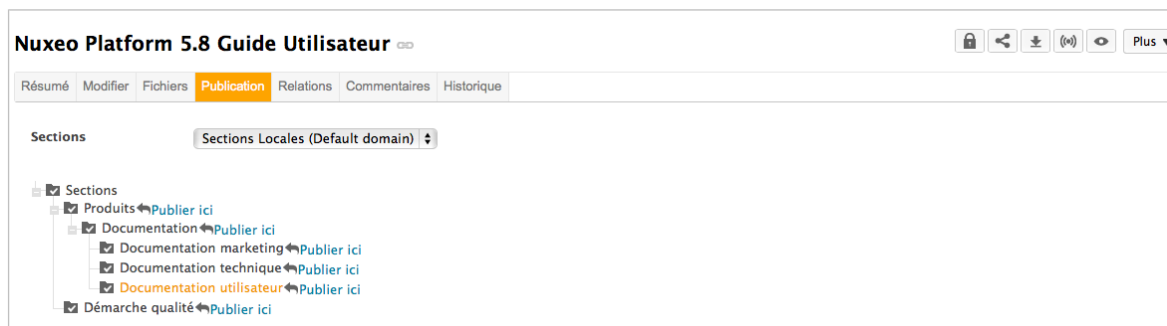 Nuxeo Platform 5.8 Guide Utilisateur
Plus
Résumé Modifier Fichiers Publication Relations Commentaires Historique
Sections Sections Locales (Default domain)
Sections
Produits Publier ici
Documentation Publier ici
Documentation marketing Publier ici
Documentation technique Publier ici
Documentation utilisateur Publier ici
Démarche qualité Publier ici